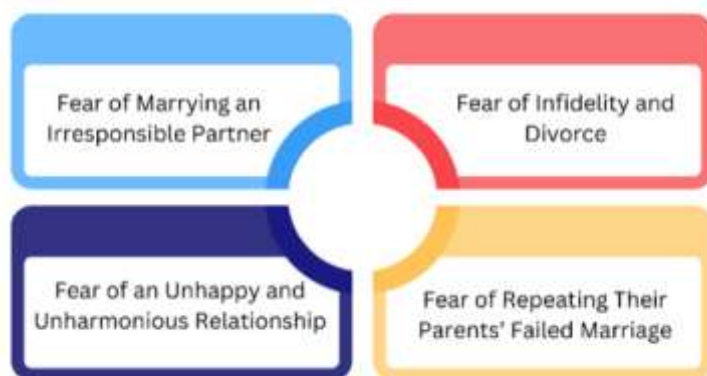 Fear of Marrying an
Irresponsible Partner
Fear of Infidelity and
Divorce
Fear of an Unhappy and
Unharmonious Relationship
Fear of Repeating Their
Parents' Failed Marriage